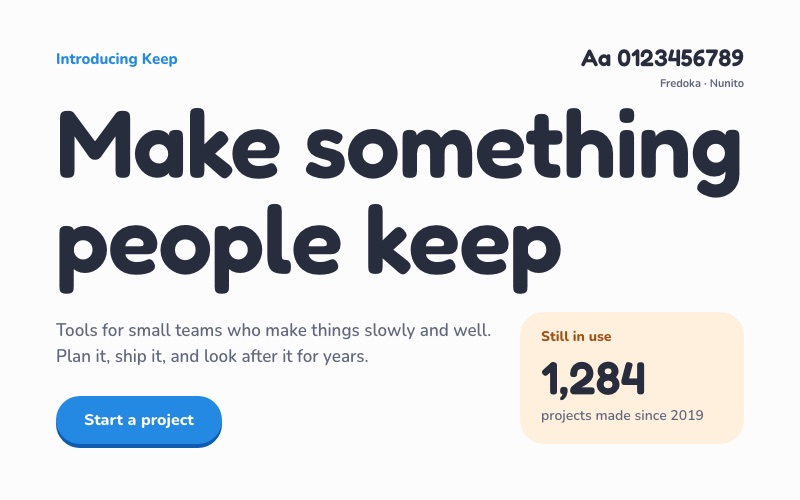 Introducing Keep
Aa 0123456789
Fredoka · Nunito
Make something
people keep
Tools for small teams who make things slowly and well.
Plan it, ship it, and look after it for years.
Start a project
Still in use
1,284
projects made since 2019